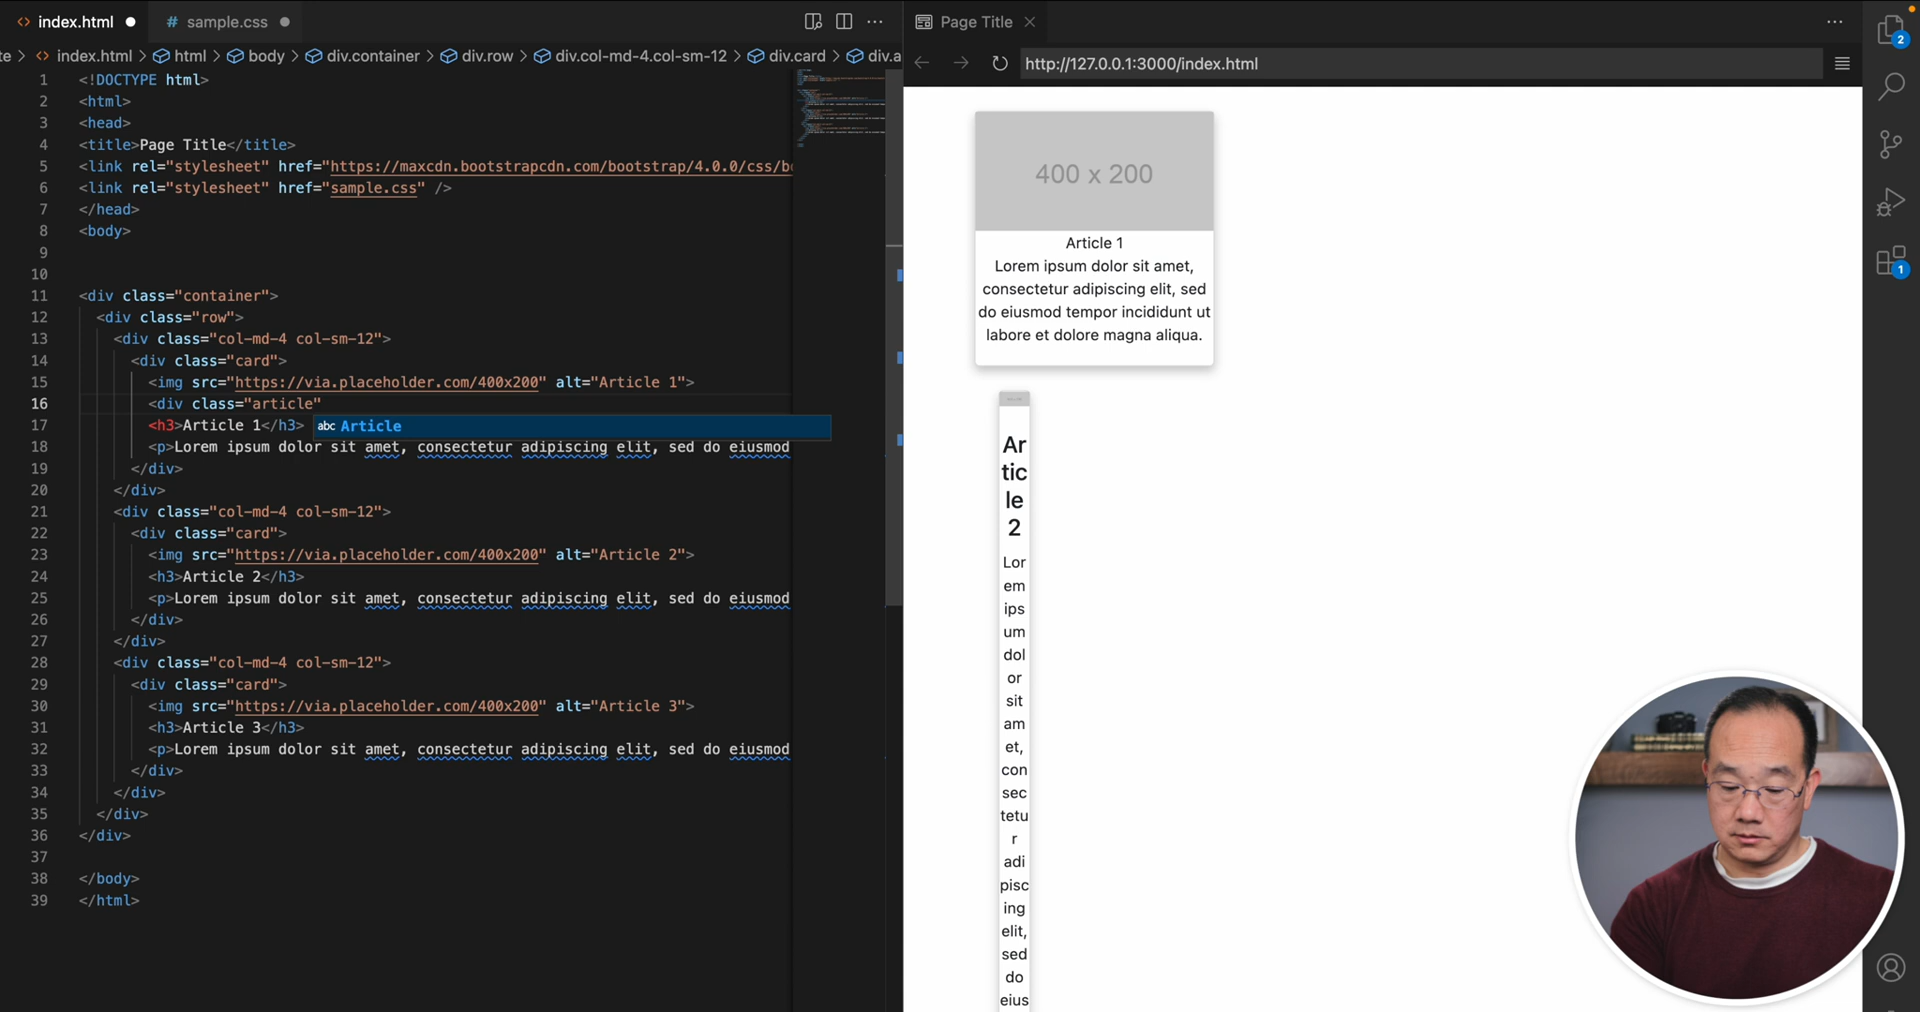 index.html
sample.css
te > index.html > html > body > div.container > div.row > div.col-md-4.col-sm-12 > div.card > div.a
1 <!DOCTYPE html>
2 <html>
3 <head>
4 <title>Page Title</title>
5 <link rel="stylesheet" href="https://maxcdn.bootstrapcdn.com/bootstrap/4.0.0/css/b
6 <link rel="stylesheet" href="sample.css" />
7 </head>
8 <body>
9
10
11 <div class="container">
12 <div class="row">
13 <div class="col-md-4 col-sm-12">
14 <div class="card">
15 <img src="https://via.placeholder.com/400x200" alt="Article 1">
16 <div class="article"
17 <h3>Article 1</h3>
abc Article
18 <p>Lorem ipsum dolor sit amet, consectetur adipiscing elit, sed do eiusmod
19 </div>
20 </div>
21 <div class="col-md-4 col-sm-12">
22 <div class="card">
23 <img src="https://via.placeholder.com/400x200" alt="Article 2">
24 <h3>Article 2</h3>
25 <p>Lorem ipsum dolor sit amet, consectetur adipiscing elit, sed do eiusmod
26 </div>
27 </div>
28 <div class="col-md-4 col-sm-12">
29 <div class="card">
30 <img src="https://via.placeholder.com/400x200" alt="Article 3">
31 <h3>Article 3</h3>
32 <p>Lorem ipsum dolor sit amet, consectetur adipiscing elit, sed do eiusmod
33 </div>
34 </div>
35 </div>
36 </div>
37
38 </body>
39 </html>
Page Title
http://127.0.0.1:3000/index.html
400 x 200
Article 1
Lorem ipsum dolor sit amet,
consectetur adipiscing elit, sed
do eiusmod tempor incididunt ut
labore et dolore magna aliqua.
Ar
tic
le
2
Lor
em
ips
um
dol
or
sit
am
et,
con
sec
tetu
r
adi
pisc
ing
elit,
sed
do
eius
2
1